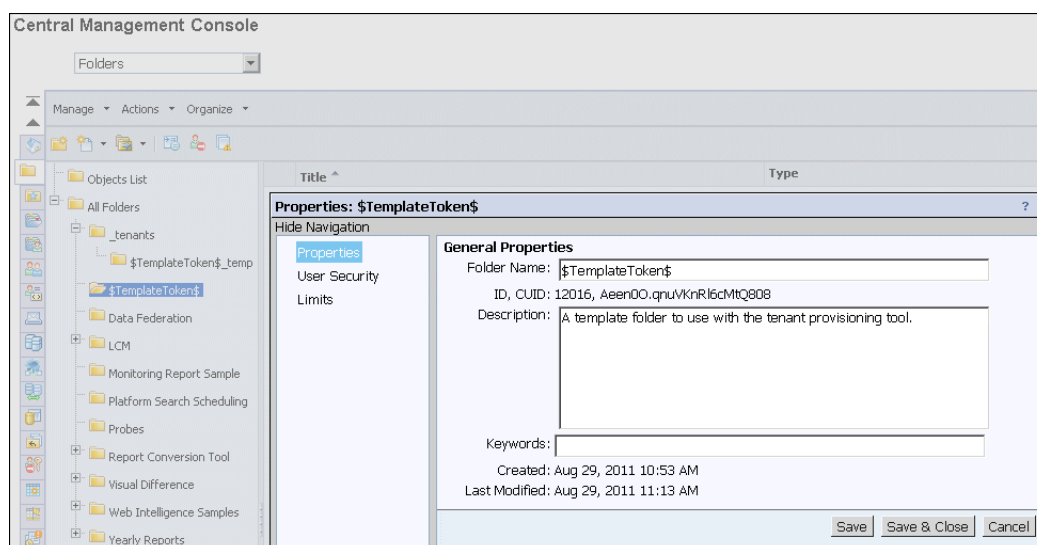 Central Management Console
Folders
Manage Actions Organize
Objects List
All Folders
_tenants
$TemplateToken$_temp
$TemplateToken$
Data Federation
LCM
Monitoring Report Sample
Platform Search Scheduling
Probes
Report Conversion Tool
Visual Difference
Web Intelligence Samples
Yearly Reports
Title Type
Properties: $TemplateToken$ ?
Hide Navigation
Properties
User Security
Limits
General Properties
Folder Name: $TemplateToken$
ID, CUID: 12016, Aeen0O.qnuVKnRl6cMtQ808
Description: A template folder to use with the tenant provisioning tool.
Keywords:
Created: Aug 29, 2011 10:53 AM
Last Modified: Aug 29, 2011 11:13 AM
Save Save & Close Cancel